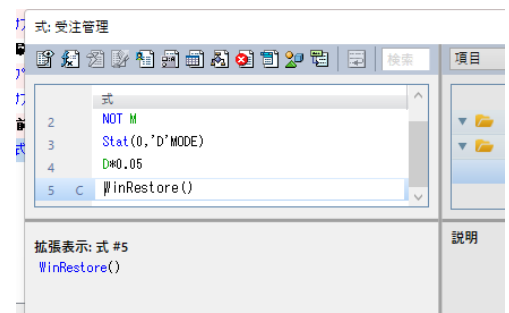 式: 受注管理
検索
項目
式
2 NOT M
3 Stat(0,'D'MODE)
4 D*0.05
5 C WinRestore()
拡張表示: 式 #5
説明
WinRestore()